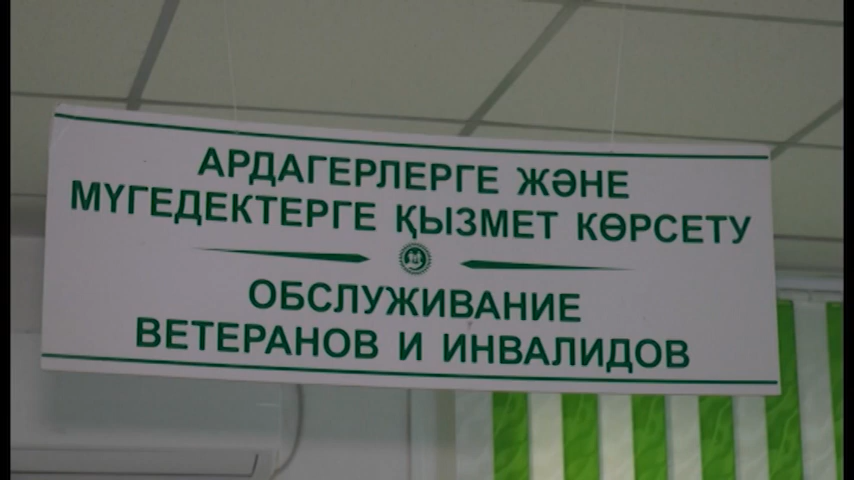 АРДАГЕРЛЕРГЕ ЖӘНЕ
МҮГЕДЕКТЕРГЕ ҚЫЗМЕТ КӨРСЕТУ
ОБСЛУЖИВАНИЕ
ВЕТЕРАНОВ И ИНВАЛИДОВ